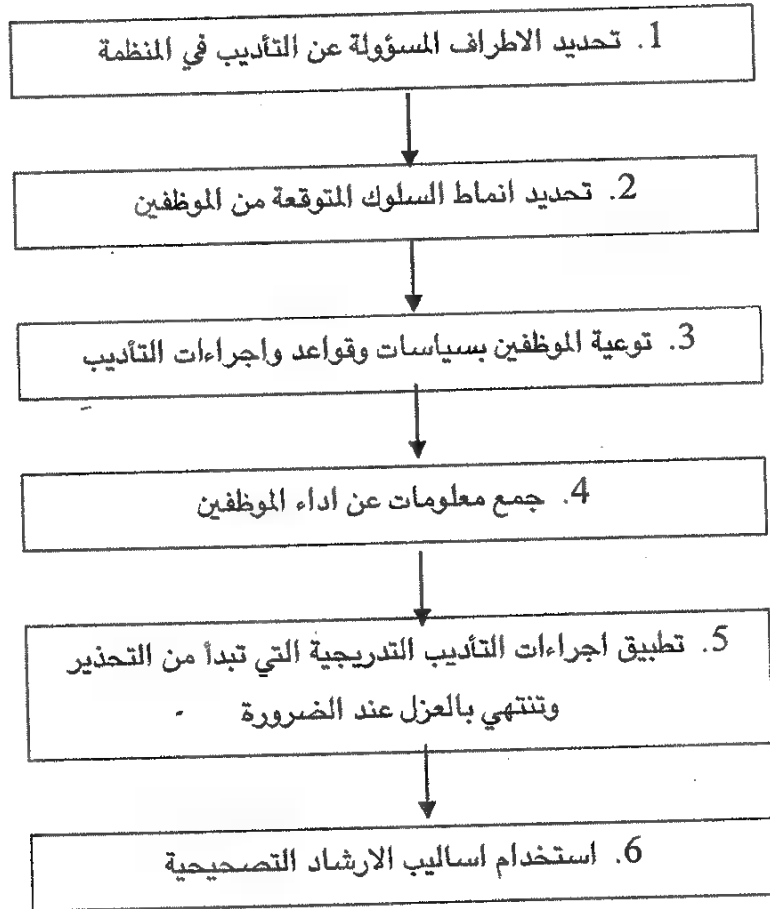 1. تحديد الاطراف المسؤولة عن التأديب في المنظمة
2. تحديد انماط السلوك المتوقعة من الموظفين
3. توعية الموظفين بسياسات وقواعد واجراءات التأديب
4. جمع معلومات عن اداء الموظفين
5. تطبيق اجراءات التأديب التدريجية التي تبدأ من التحذير
وتنتهي بالعزل عند الضرورة
6. استخدام اساليب الارشاد التصحيحية